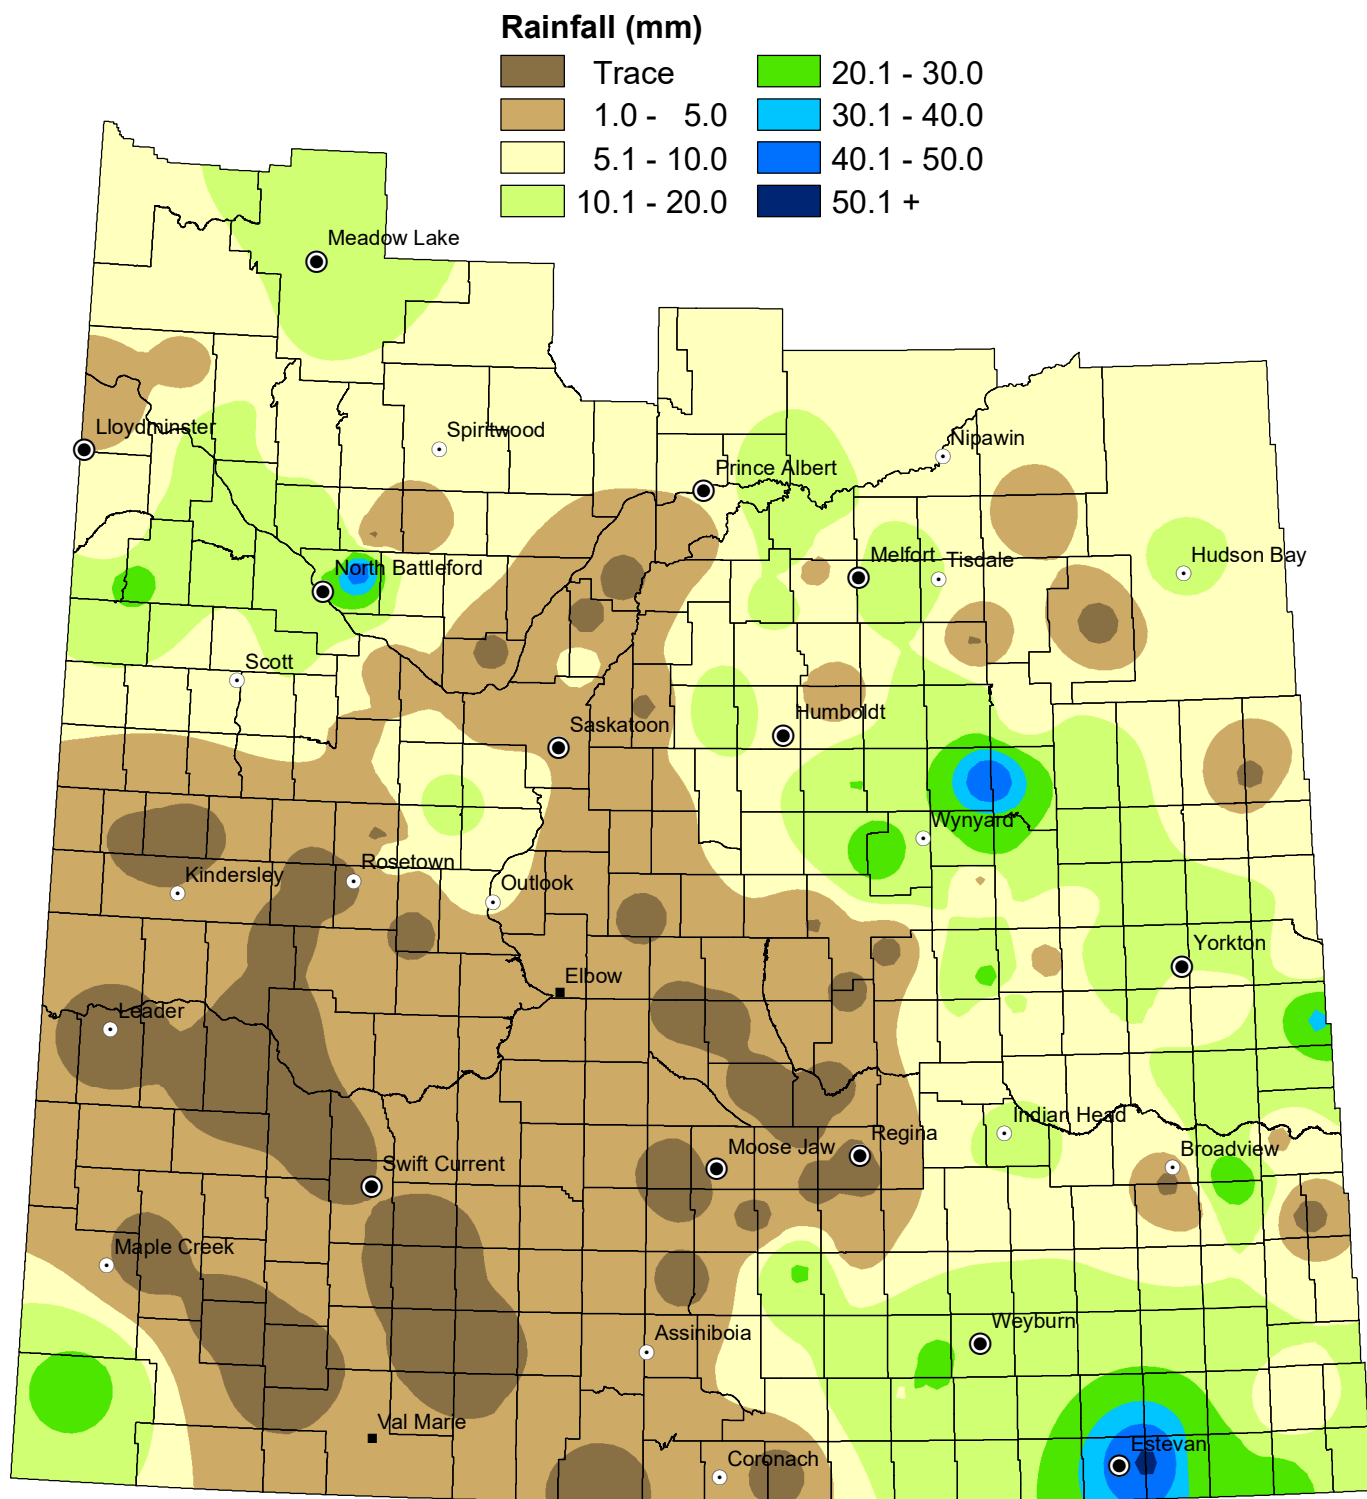 Rainfall (mm)
Trace
20.1 - 30.0
1.0 - 5.0
30.1 - 40.0
5.1 - 10.0
40.1 - 50.0
10.1 - 20.0
50.1 +
Meadow Lake
Lloydminster
Spiritwood
Nipawin
Prince Albert
Melfort
Tisdale
Hudson Bay
North Battleford
Scott
Saskatoon
Humboldt
Wynyard
Rosetown
Kindersley
Outlook
Yorkton
Elbow
Leader
Indian Head
Regina
Moose Jaw
Broadview
Swift Current
Maple Creek
Weyburn
Assiniboia
Val Marie
Estevan
Coronach